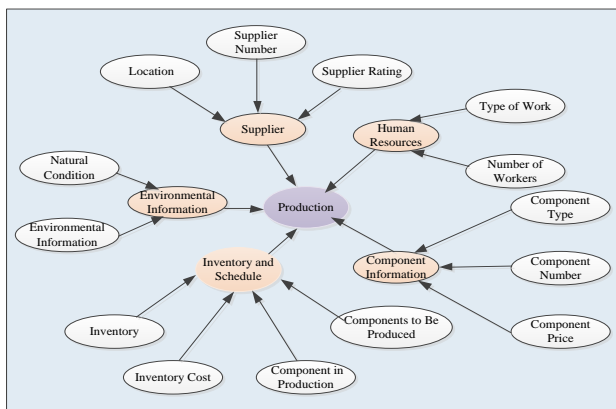 Supplier
Number
Location
Supplier Rating
Supplier
Type of Work
Human
Resources
Number of
Workers
Natural
Condition
Environmental
Information
Environmental
Information
Production
Component
Type
Component
Information
Component
Number
Component
Price
Inventory and
Schedule
Inventory
Inventory Cost
Component in
Production
Components to Be
Produced